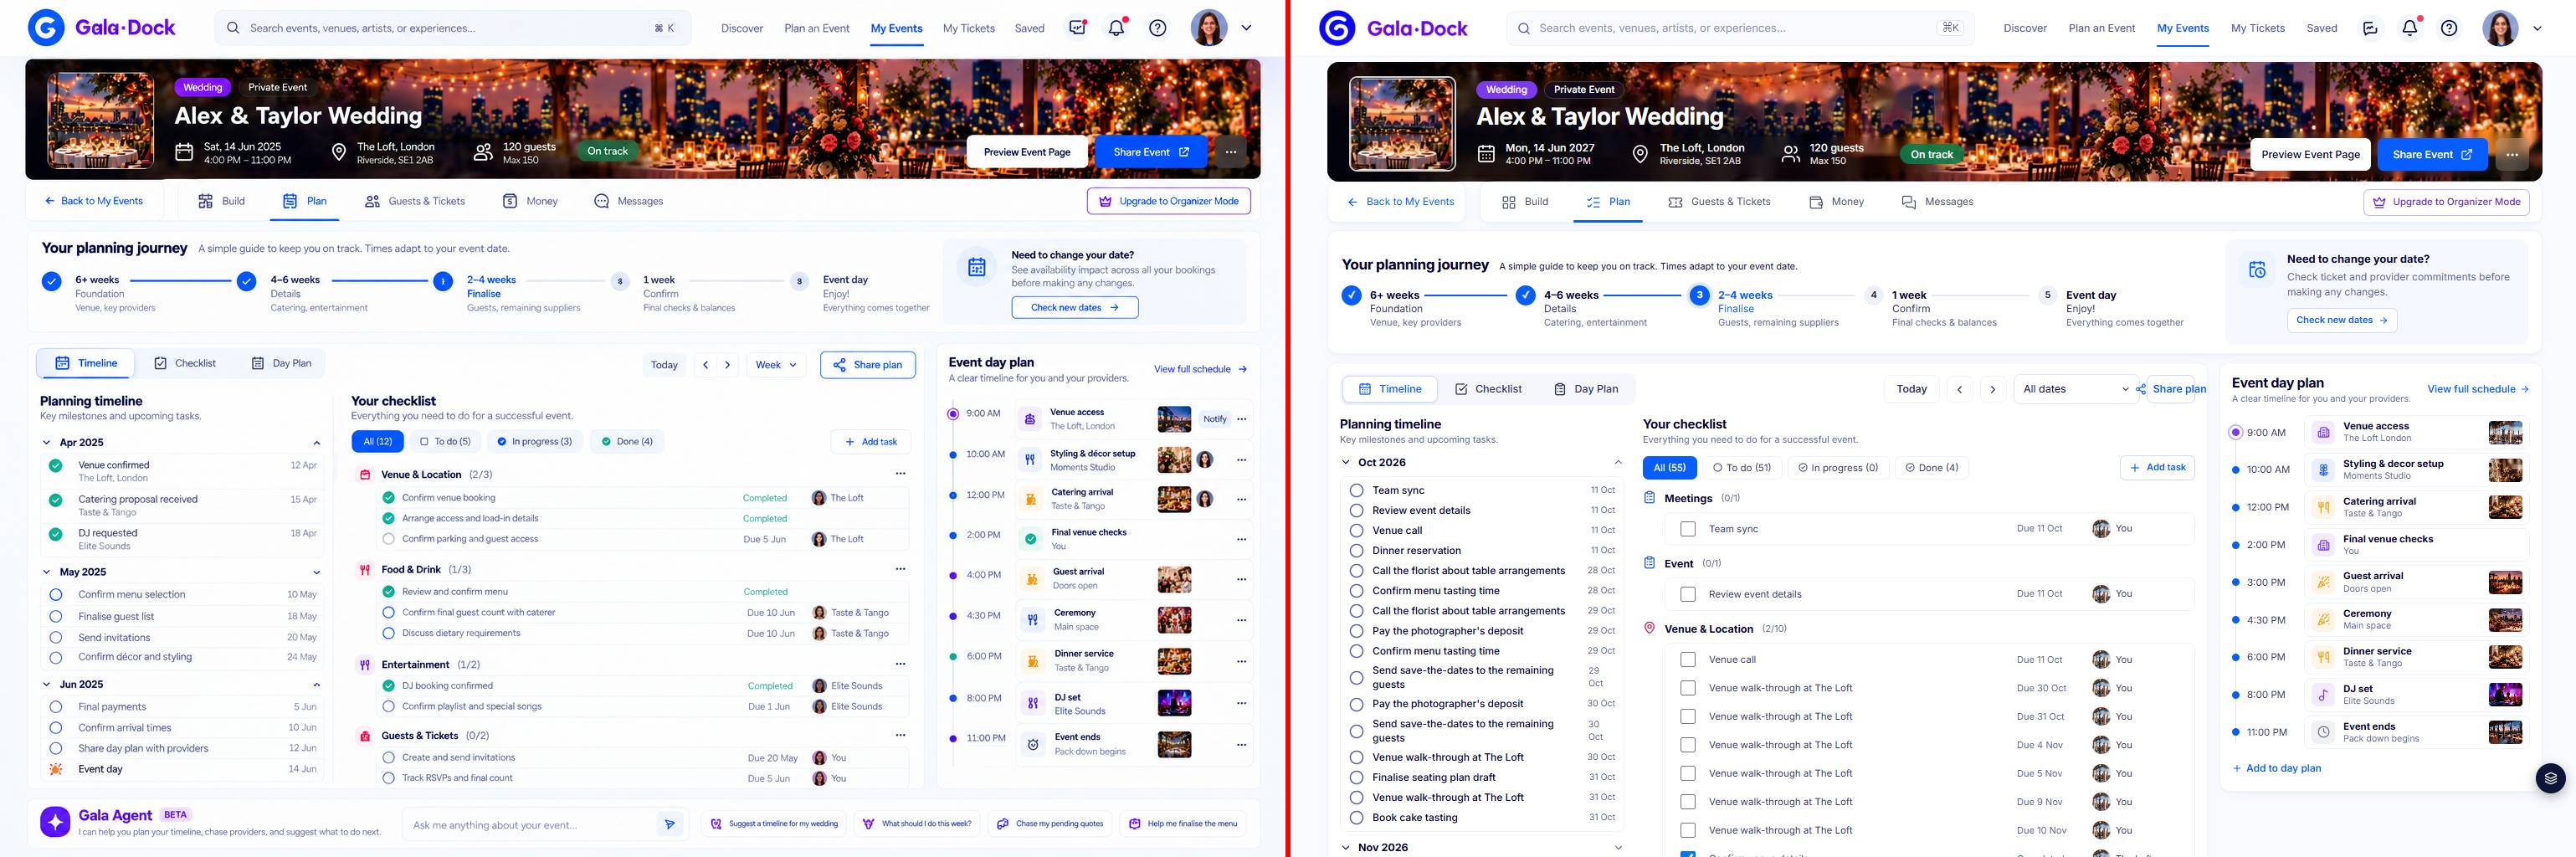 Gala·Dock
Search events, venues, artists, or experiences...
⌘ K
Discover
Plan an Event
My Events
My Tickets
Saved
Wedding
Private Event
Alex & Taylor Wedding
Sat, 14 Jun 2025
4:00 PM – 11:00 PM
The Loft, London
Riverside, SE1 2AB
120 guests
Max 150
On track
Preview Event Page
Share Event
Back to My Events
Build
Plan
Guests & Tickets
Money
Messages
Upgrade to Organizer Mode
Your planning journey
A simple guide to keep you on track. Times adapt to your event date.
6+ weeks
Foundation
Venue, key providers
4–6 weeks
Details
Catering, entertainment
2–4 weeks
Finalise
Guests, remaining suppliers
1 week
Confirm
Final checks & balances
Event day
Enjoy!
Everything comes together
Need to change your date?
See availability impact across all your bookings
before making any changes.
Check new dates
Timeline
Checklist
Day Plan
Today
Week
Share plan
Planning timeline
Key milestones and upcoming tasks.
Apr 2025
Venue confirmed 12 Apr
The Loft, London
Catering proposal received 15 Apr
Taste & Tango
DJ requested 18 Apr
Elite Sounds
May 2025
Confirm menu selection 10 May
Finalise guest list 18 May
Send invitations 20 May
Confirm décor and styling 24 May
Jun 2025
Final payments 5 Jun
Confirm arrival times 10 Jun
Share day plan with providers 12 Jun
Event day 14 Jun
Your checklist
Everything you need to do for a successful event.
All (12)
To do (5)
In progress (3)
Done (4)
Add task
Venue & Location (2/3)
Confirm venue booking Completed The Loft
Arrange access and load-in details Completed
Confirm parking and guest access Due 5 Jun The Loft
Food & Drink (1/3)
Review and confirm menu Completed
Confirm final guest count with caterer Due 10 Jun Taste & Tango
Discuss dietary requirements Due 10 Jun Taste & Tango
Entertainment (1/2)
DJ booking confirmed Completed Elite Sounds
Confirm playlist and special songs Due 1 Jun Elite Sounds
Guests & Tickets (0/2)
Create and send invitations Due 20 May You
Track RSVPs and final count Due 5 Jun You
Event day plan
A clear timeline for you and your providers.
View full schedule
9:00 AM Venue access
The Loft, London
Notify
10:00 AM Styling & décor setup
Moments Studio
12:00 PM Catering arrival
Taste & Tango
2:00 PM Final venue checks
You
4:00 PM Guest arrival
Doors open
4:30 PM Ceremony
Main space
6:00 PM Dinner service
Taste & Tango
8:00 PM DJ set
Elite Sounds
11:00 PM Event ends
Pack down begins
Gala Agent BETA
I can help you plan your timeline, chase providers, and suggest what to do next.
Ask me anything about your event...
Suggest a timeline for my wedding
What should I do this week?
Chase my pending quotes
Help me finalise the menu
Gala·Dock
Search events, venues, artists, or experiences...
⌘K
Discover
Plan an Event
My Events
My Tickets
Saved
Wedding
Private Event
Alex & Taylor Wedding
Mon, 14 Jun 2027
4:00 PM – 11:00 PM
The Loft, London
Riverside, SE1 2AB
120 guests
Max 150
On track
Preview Event Page
Share Event
Back to My Events
Build
Plan
Guests & Tickets
Money
Messages
Upgrade to Organizer Mode
Your planning journey
A simple guide to keep you on track. Times adapt to your event date.
6+ weeks
Foundation
Venue, key providers
4–6 weeks
Details
Catering, entertainment
3
2–4 weeks
Finalise
Guests, remaining suppliers
4
1 week
Confirm
Final checks & balances
5
Event day
Enjoy!
Everything comes together
Need to change your date?
Check ticket and provider commitments before
making any changes.
Check new dates
Timeline
Checklist
Day Plan
Today
All dates
Share plan
Planning timeline
Key milestones and upcoming tasks.
Oct 2026
Team sync 11 Oct
Review event details 11 Oct
Venue call 11 Oct
Dinner reservation 11 Oct
Call the florist about table arrangements 28 Oct
Confirm menu tasting time 28 Oct
Call the florist about table arrangements 29 Oct
Pay the photographer's deposit 29 Oct
Confirm menu tasting time 29 Oct
Send save-the-dates to the remaining guests 29 Oct
Pay the photographer's deposit 30 Oct
Send save-the-dates to the remaining guests 30 Oct
Venue walk-through at The Loft 30 Oct
Finalise seating plan draft 31 Oct
Venue walk-through at The Loft 31 Oct
Book cake tasting 31 Oct
Nov 2026
Your checklist
Everything you need to do for a successful event.
All (55)
To do (51)
In progress (0)
Done (4)
Add task
Meetings (0/1)
Team sync Due 11 Oct You
Event (0/1)
Review event details Due 11 Oct You
Venue & Location (2/10)
Venue call Due 11 Oct You
Venue walk-through at The Loft Due 30 Oct You
Venue walk-through at The Loft Due 31 Oct You
Venue walk-through at The Loft Due 4 Nov You
Venue walk-through at The Loft Due 5 Nov You
Venue walk-through at The Loft Due 9 Nov You
Venue walk-through at The Loft Due 10 Nov You
Event day plan
A clear timeline for you and your providers.
View full schedule
9:00 AM Venue access
The Loft London
10:00 AM Styling & decor setup
Moments Studio
12:00 PM Catering arrival
Taste & Tango
2:00 PM Final venue checks
You
3:00 PM Guest arrival
Doors open
4:30 PM Ceremony
Main space
6:00 PM Dinner service
Taste & Tango
8:00 PM DJ set
Elite Sounds
11:00 PM Event ends
Pack down begins
Add to day plan